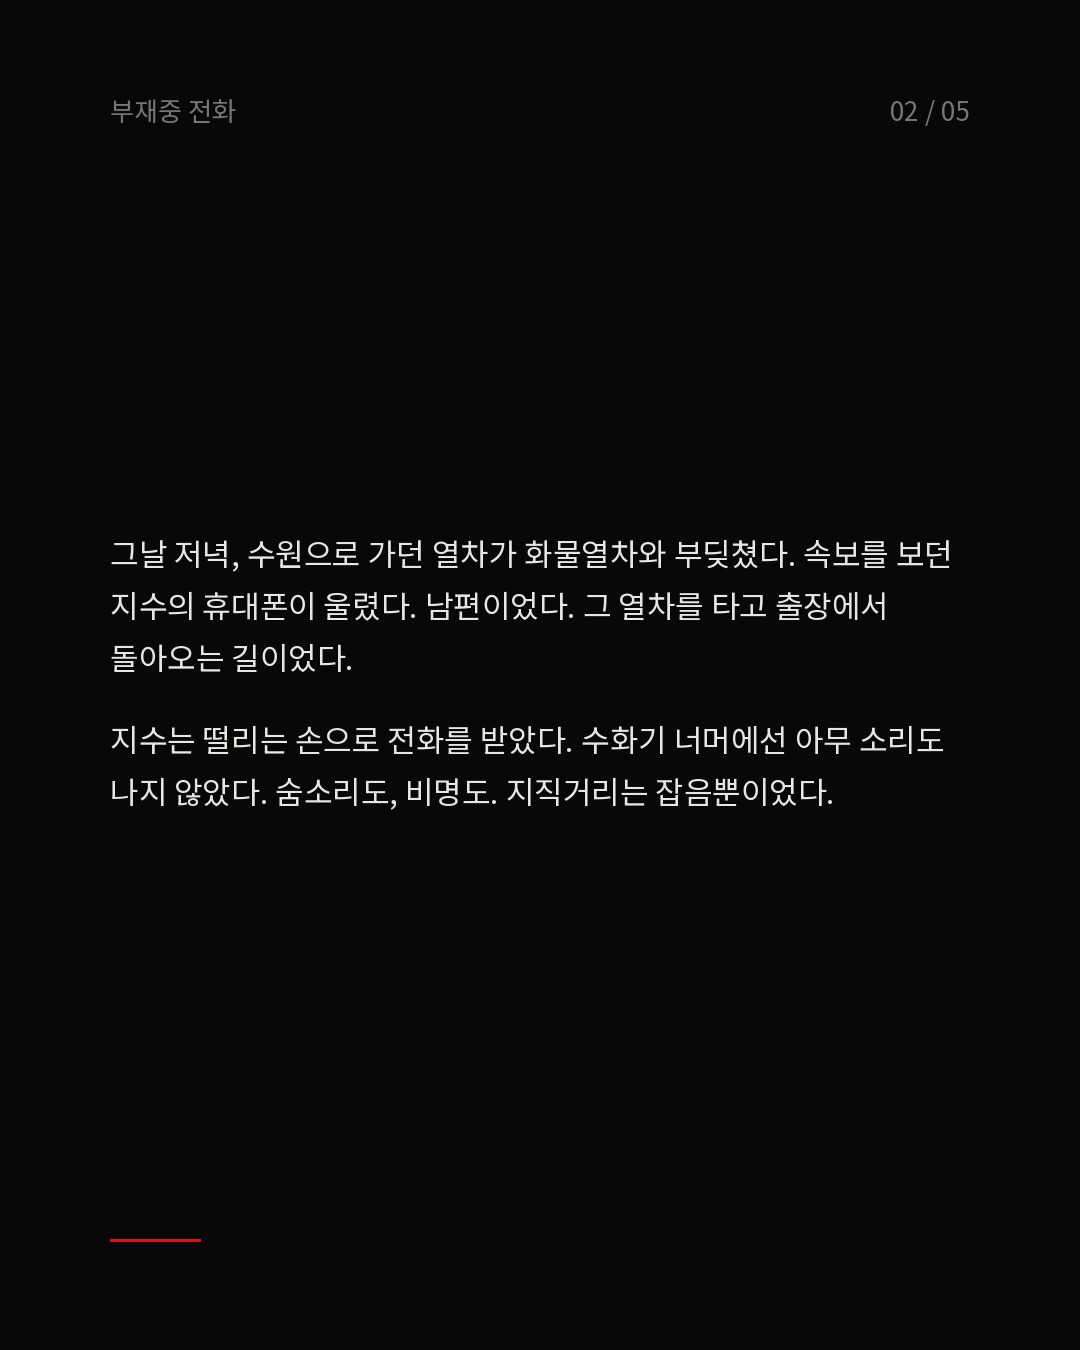 부재중 전화
02 / 05
그날 저녁, 수원으로 가던 열차가 화물열차와 부딪쳤다. 속보를 보던
지수의 휴대폰이 울렸다. 남편이었다. 그 열차를 타고 출장에서
돌아오는 길이었다.
지수는 떨리는 손으로 전화를 받았다. 수화기 너머에선 아무 소리도
나지 않았다. 숨소리도, 비명도. 지직거리는 잡음뿐이었다.